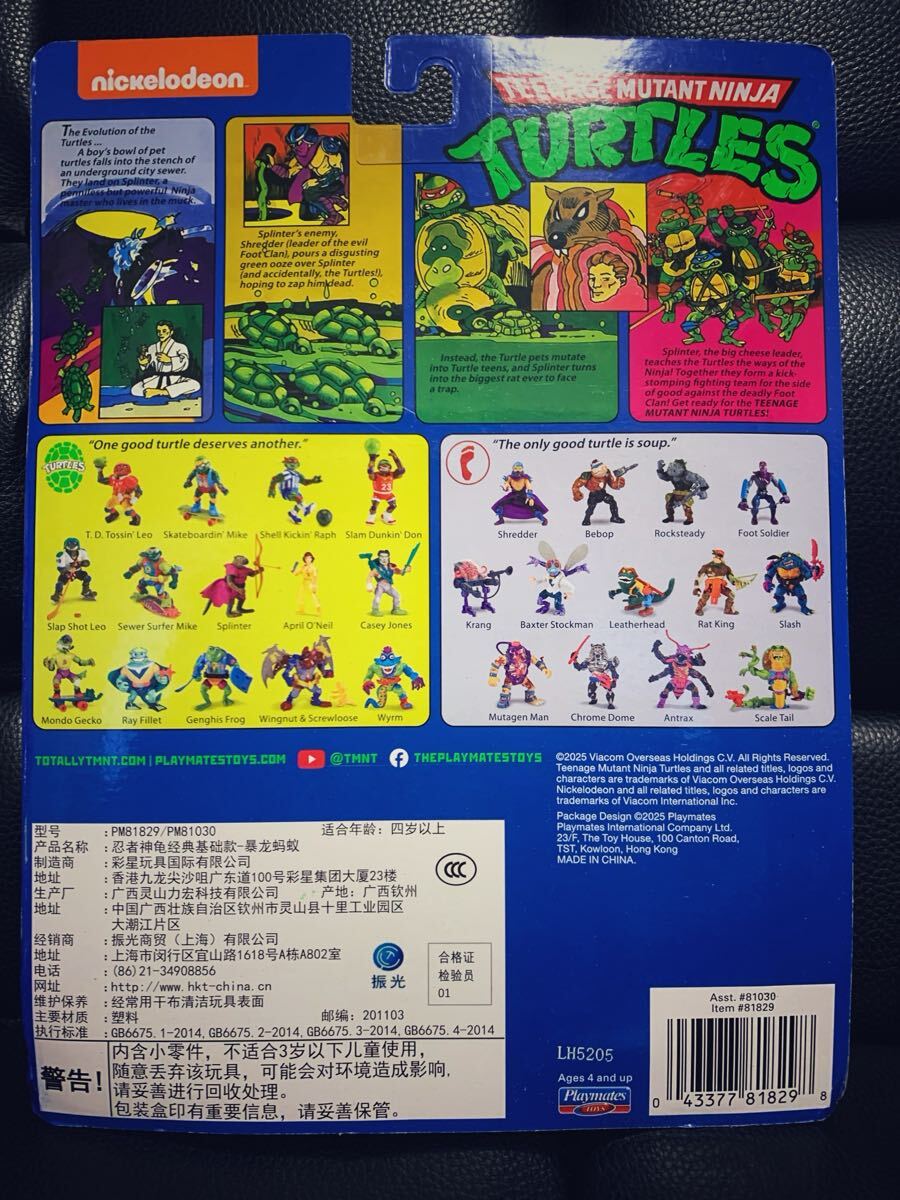 nickelodeon
TEENAGE MUTANT NINJA
TURTLES®
The Evolution of the
Turtles ...
A boy's bowl of pet
turtles falls into the stench of
an underground city sewer.
They land on Splinter, a
penniless but powerful Ninja
master who lives in the muck.
Splinter's enemy,
Shredder (leader of the evil
Foot Clan), pours a disgusting
green ooze over Splinter
(and accidentally, the Turtles!),
hoping to zap him dead.
Instead, the Turtle pets mutate
into Turtle teens, and Splinter turns
into the biggest rat ever to face
a trap.
Splinter, the big cheese leader,
teaches the Turtles the ways of the
Ninja! Together they form a kick-
stomping fighting team for the side
of good against the deadly Foot
Clan! Get ready for the TEENAGE
MUTANT NINJA TURTLES!
TURTLES
"One good turtle deserves another."
23
T. D. Tossin' Leo Skateboardin' Mike Shell Kickin' Raph Slam Dunkin' Don
Slap Shot Leo Sewer Surfer Mike Splinter April O'Neil Casey Jones
Mondo Gecko Ray Fillet Genghis Frog Wingnut & Screwloose Wyrm
"The only good turtle is soup."
Shredder Bebop Rocksteady Foot Soldier
Krang Baxter Stockman Leatherhead Rat King Slash
Mutagen Man Chrome Dome Antrax Scale Tail
TOTALLYTMNT.COM | PLAYMATESTOYS.COM @TMNT THEPLAYMATESTOYS
©2025 Viacom Overseas Holdings C.V. All Rights Reserved.
Teenage Mutant Ninja Turtles and all related titles, logos and
characters are trademarks of Viacom Overseas Holdings C.V.
Nickelodeon and all related titles, logos and characters are
trademarks of Viacom International Inc.
Package Design ©2025 Playmates
Playmates International Company Ltd.
23/F, The Toy House, 100 Canton Road,
TST, Kowloon, Hong Kong
MADE IN CHINA.
型号 :PM81829/PM81030 适合年龄：四岁以上
产品名称 :忍者神龟经典基础款-暴龙蚂蚁
制造商 :彩星玩具国际有限公司
地址 :香港九龙尖沙咀广东道100号彩星集团大厦23楼
生产厂 :广西灵山力宏科技有限公司 产地：广西钦州
地址 :中国广西壮族自治区钦州市灵山县十里工业园区
大潮江片区
经销商 :振光商贸（上海）有限公司
地址 :上海市闵行区宜山路1618号A栋A802室
电话 :(86)21-34908856
网址 :http://www.hkt-china.cn
维护保养 :经常用干布清洁玩具表面
主要材质 :塑料 邮编：201103
执行标准 :GB6675.1-2014,GB6675.2-2014,GB6675.3-2014,GB6675.4-2014
CCC
振光
合格证
检验员
01
警告!
内含小零件，不适合3岁以下儿童使用，
随意丢弃该玩具，可能会对环境造成影响，
请妥善进行回收处理。
包装盒印有重要信息，请妥善保管。
LH5205
Ages 4 and up
Playmates
TOYS
Asst. #81030
Item #81829
0 43377 81829 8